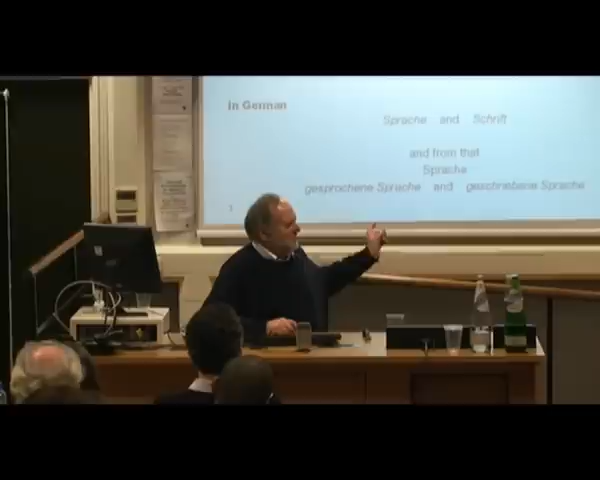 In German
Sprache and Schrift
and from that
Sprache
gesprochene Sprache and geschriebene Sprache